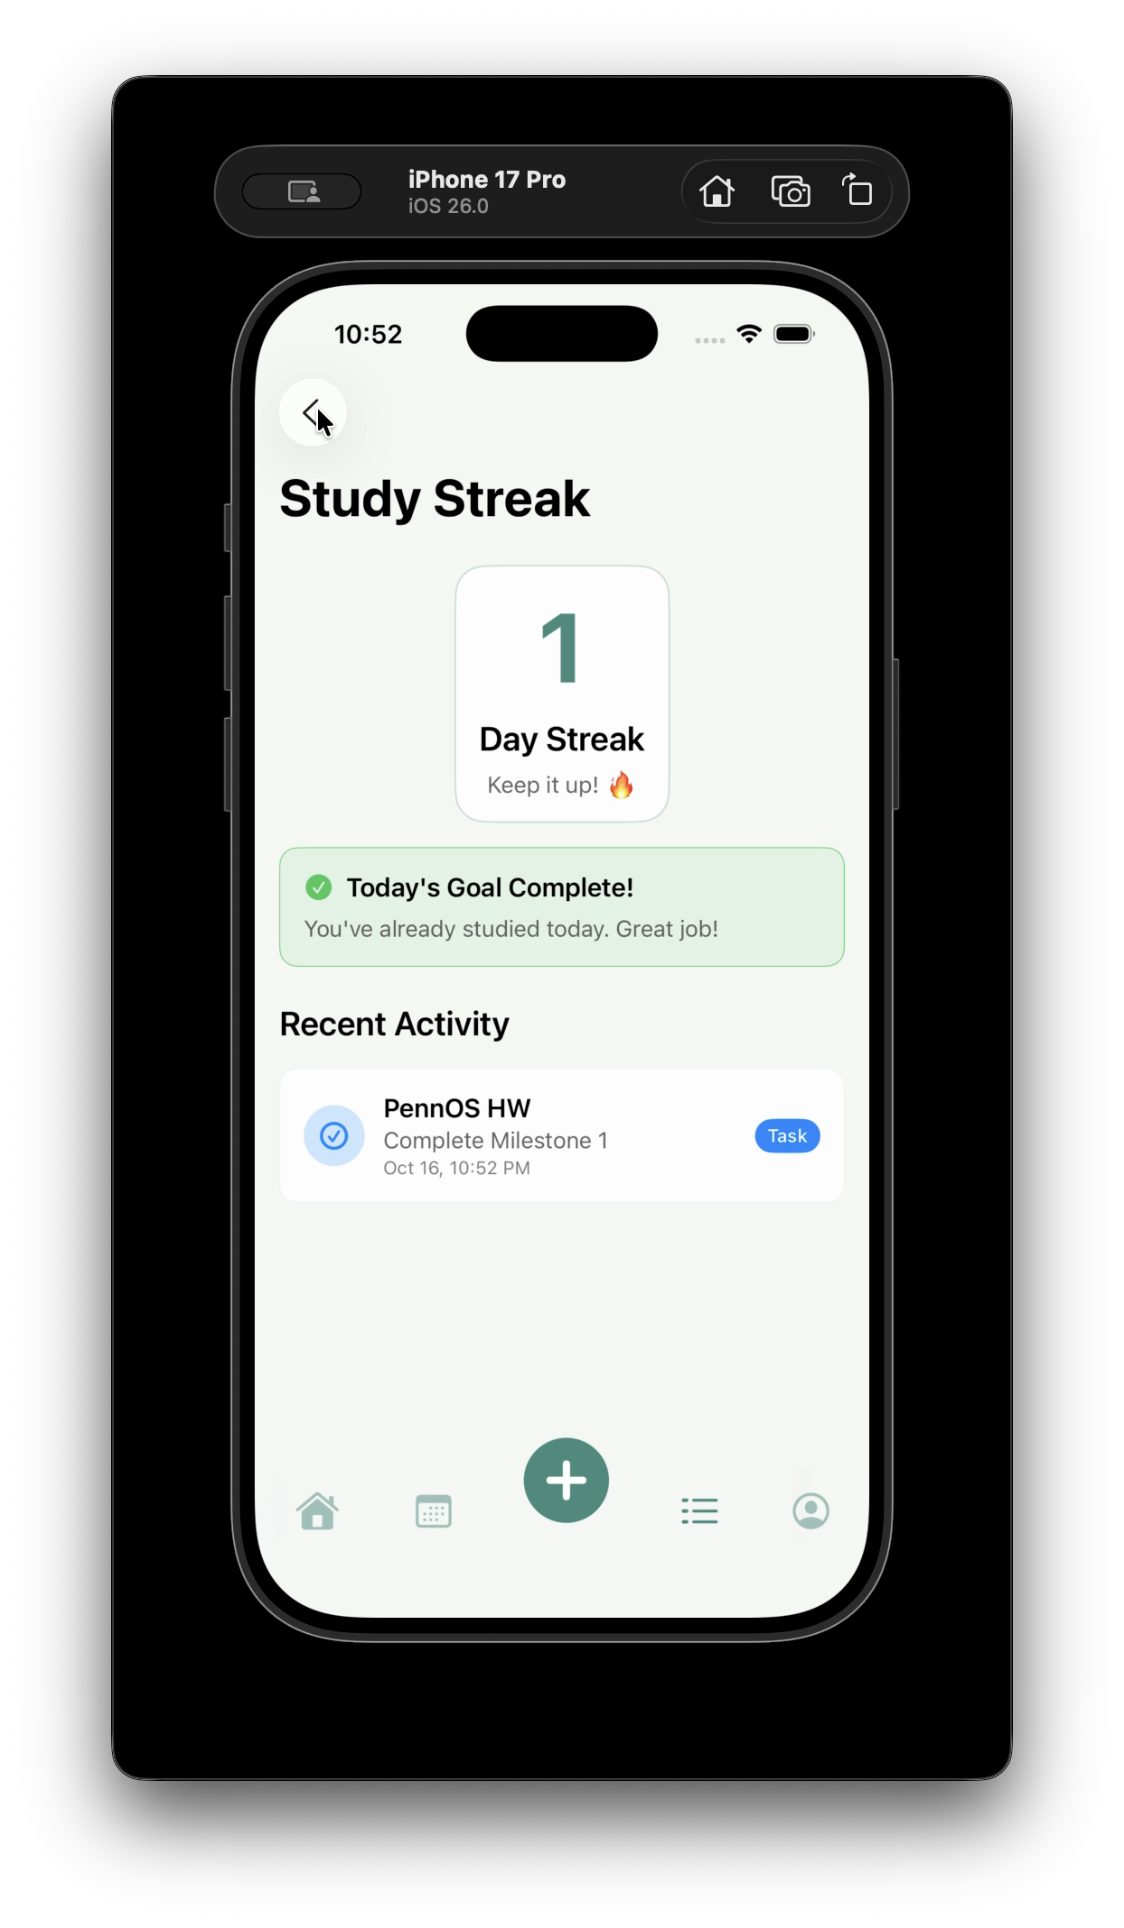 iPhone 17 Pro
iOS 26.0
10:52
Study Streak
1
Day Streak
Keep it up! 🔥
Today's Goal Complete!
You've already studied today. Great job!
Recent Activity
PennOS HW
Complete Milestone 1
Task
Oct 16, 10:52 PM